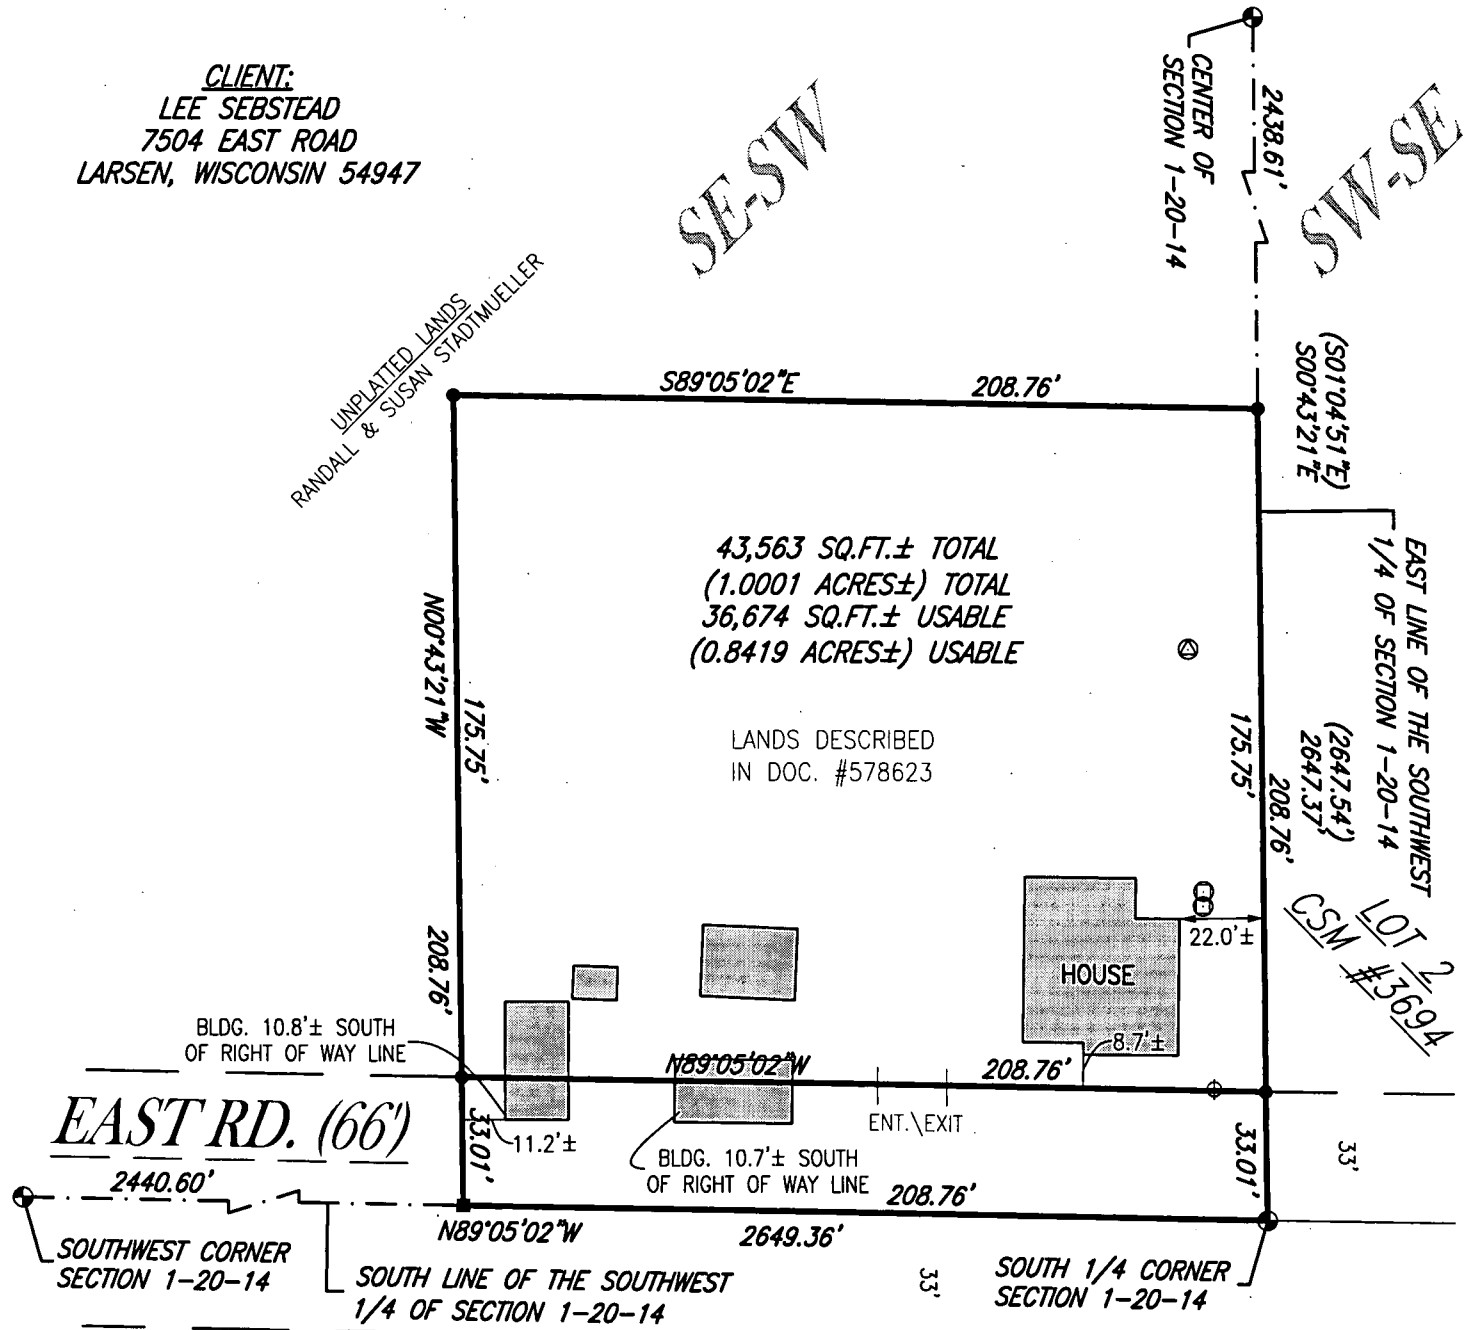 CLIENT:
LEE SEBSTEAD
7504 EAST ROAD
LARSEN, WISCONSIN 54947
SE-SW
CENTER OF
SECTION 1-20-14
2438.61'
SW-SE
UNPLATTED LANDS
RANDALL & SUSAN STADTMUELLER
S89°05'02"E
208.76'
(S01°04'51"E)
S00°43'21"E
EAST LINE OF THE SOUTHWEST
1/4 OF SECTION 1-20-14
43,563 SQ.FT.± TOTAL
(1.0001 ACRES±) TOTAL
36,674 SQ.FT.± USABLE
(0.8419 ACRES±) USABLE
N00°43'21"W
175.75'
208.76'
LANDS DESCRIBED
IN DOC. #578623
175.75'
208.76'
(2647.54')
2647.37'
LOT 2
CSM #3694
22.0'±
HOUSE
8.7'±
BLDG. 10.8'± SOUTH
OF RIGHT OF WAY LINE
N89°05'02"W
208.76'
EAST RD. (66')
33.01'
11.2'±
ENT.\EXIT
BLDG. 10.7'± SOUTH
OF RIGHT OF WAY LINE
33.01'
33'
2440.60'
208.76'
N89°05'02"W
2649.36'
SOUTHWEST CORNER
SECTION 1-20-14
SOUTH LINE OF THE SOUTHWEST
1/4 OF SECTION 1-20-14
33'
SOUTH 1/4 CORNER
SECTION 1-20-14